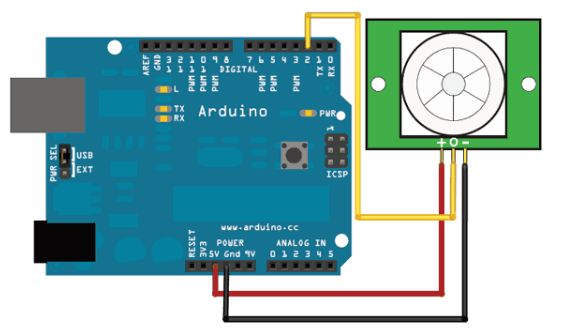 AREF GND 13 12 11 10 9 8 7 6 5 4 3 2 1 0
PWM PWM PWM PWM PWM PWM TX RX
DIGITAL
L
TX
RX
Arduino
PWR
1
ICSP
PWR SEL
USB
EXT
+ O -
www.arduino.cc
POWER ANALOG IN
RESET 3V3 5V Gnd 9V 0 1 2 3 4 5